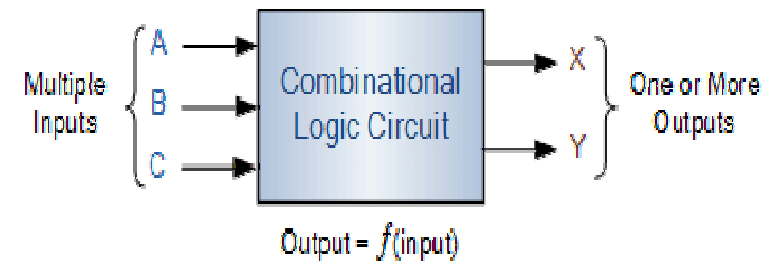 Multiple
Inputs
A
B
C
Combinational
Logic Circuit
X
Y
One or More
Outputs
Output = f(input)